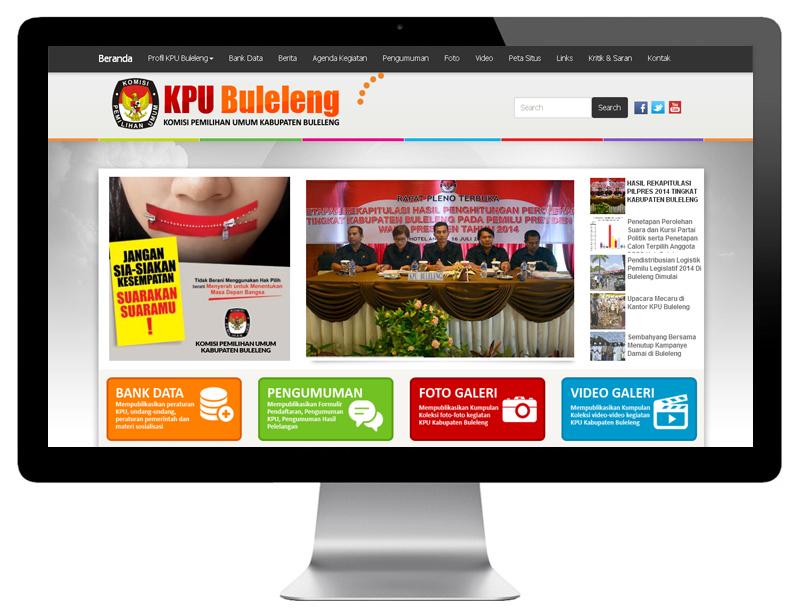 Beranda
Profil KPU Buleleng
Bank Data
Berita
Agenda Kegiatan
Pengumuman
Foto
Video
Peta Situs
Links
Kritik & Saran
Kontak
KOMISI
PEMILIHAN UMUM
KPU Buleleng
KOMISI PEMILIHAN UMUM KABUPATEN BULELENG
Search
Search
You
JANGAN
SIA-SIAKAN
KESEMPATAN
SUARAKAN
SUARAMU
!
Tidak Berani Menggunakan Hak Pilih
berarti Menyerah untuk Menentukan
Masa Depan Bangsa
KOMISI PEMILIHAN UMUM
KABUPATEN BULELENG
RAPAT PLENO TERBUKA
ETAPAN REKAPITULASI HASIL PENGHITUNGAN PEROLEHA
TINGKAT KABUPATEN BULELENG PADA PEMILU PRESIDEN
WAKIL PRESIDEN TAHUN 2014
HOTEL 16 JULI
KPU BULELENG
HASIL REKAPITULASI
PILPRES 2014 TINGKAT
KABUPATEN BULELENG
Penetapan Perolehan
Suara dan Kursi Partai
Politik serta Penetapan
Calon Terpilih Anggota
Pendistribusian Logistik
Pemilu Legislatif 2014 Di
Buleleng Dimulai
Upacara Mecaru di
Kantor KPU Buleleng
Sembahyang Bersama
Menutup Kampanye
Damai di Buleleng
BANK DATA
Mempublikasikan peraturan
KPU, undang-undang,
peraturan pemerintah dan
materi sosialisasi
PENGUMUMAN
Mempublikasikan Formulir
Pendaftaran, Pengumuman
KPU, Pengumuman Hasil
Pelelangan
FOTO GALERI
Mempublikasikan Kumpulan
Koleksi foto-foto kegiatan
KPU Kabupaten Buleleng
VIDEO GALERI
Mempublikasikan Kumpulan
Koleksi video-video kegiatan
KPU Kabupaten Buleleng